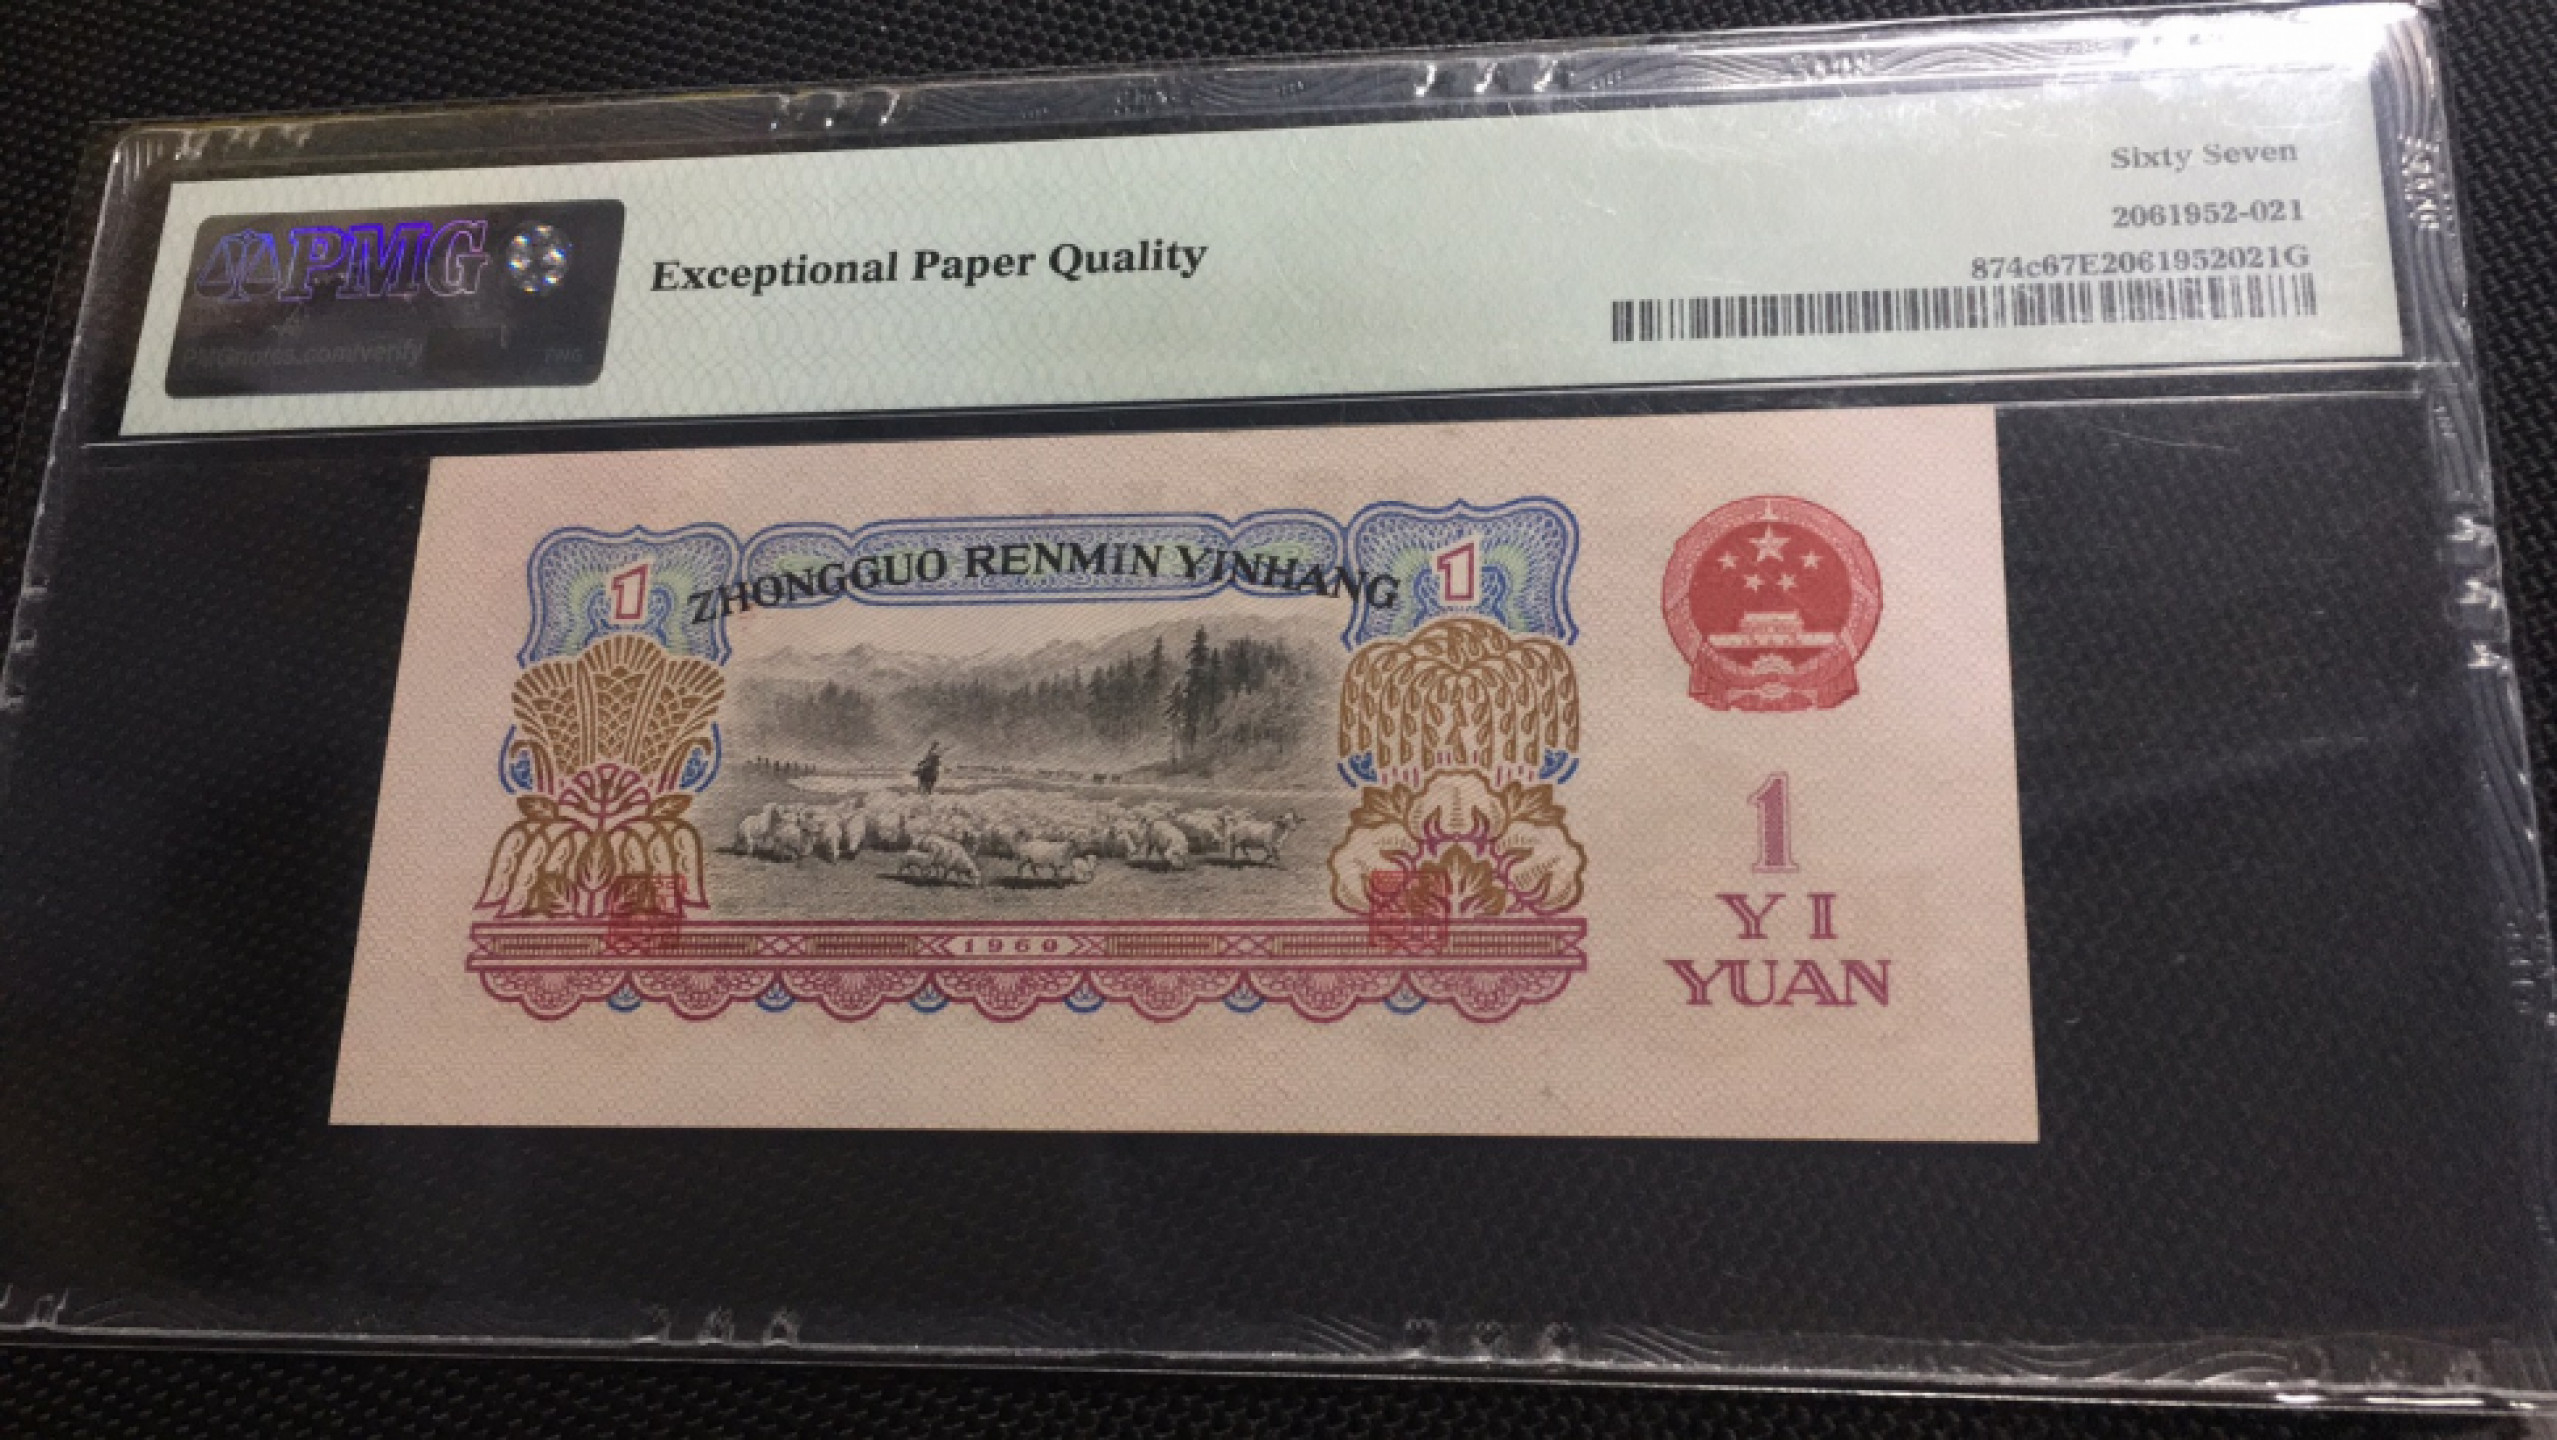 Sixty Seven
2061952-021
PMG
Exceptional Paper Quality
874c67E2061952021G
PMGnotes.com/verify
ZHONGGUO RENMIN YINHANG
1
1
1
YI
YUAN
1960